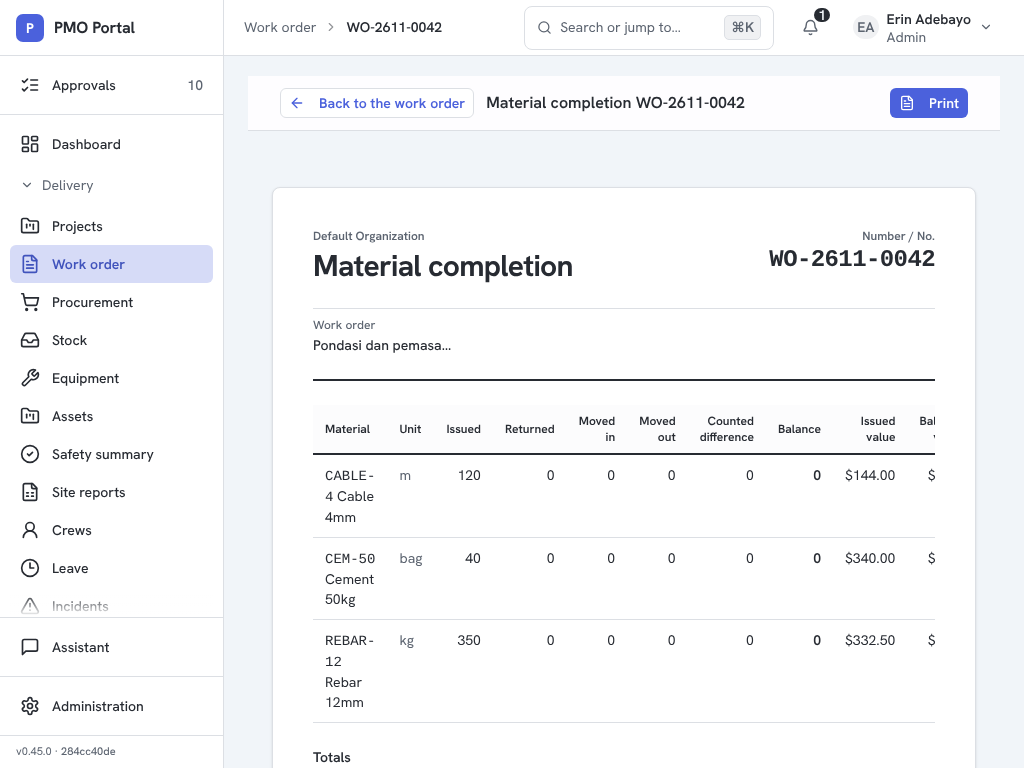 P PMO Portal
Work order > WO-2611-0042
Search or jump to... ⌘K
1
EA Erin Adebayo
Admin
Approvals 10
Dashboard
Delivery
Projects
Work order
Procurement
Stock
Equipment
Assets
Safety summary
Site reports
Crews
Leave
Incidents
Assistant
Administration
v0.45.0 · 284cc40de
Back to the work order
Material completion WO-2611-0042
Print
Default Organization
Material completion
Number / No.
WO-2611-0042
Work order
Pondasi dan pemasa...
Material Unit Issued Returned Moved in Moved out Counted difference Balance Issued value
CABLE-4 Cable 4mm m 120 0 0 0 0 0 $144.00 $
CEM-50 Cement 50kg bag 40 0 0 0 0 0 $340.00 $
REBAR-12 Rebar 12mm kg 350 0 0 0 0 0 $332.50 $
Totals